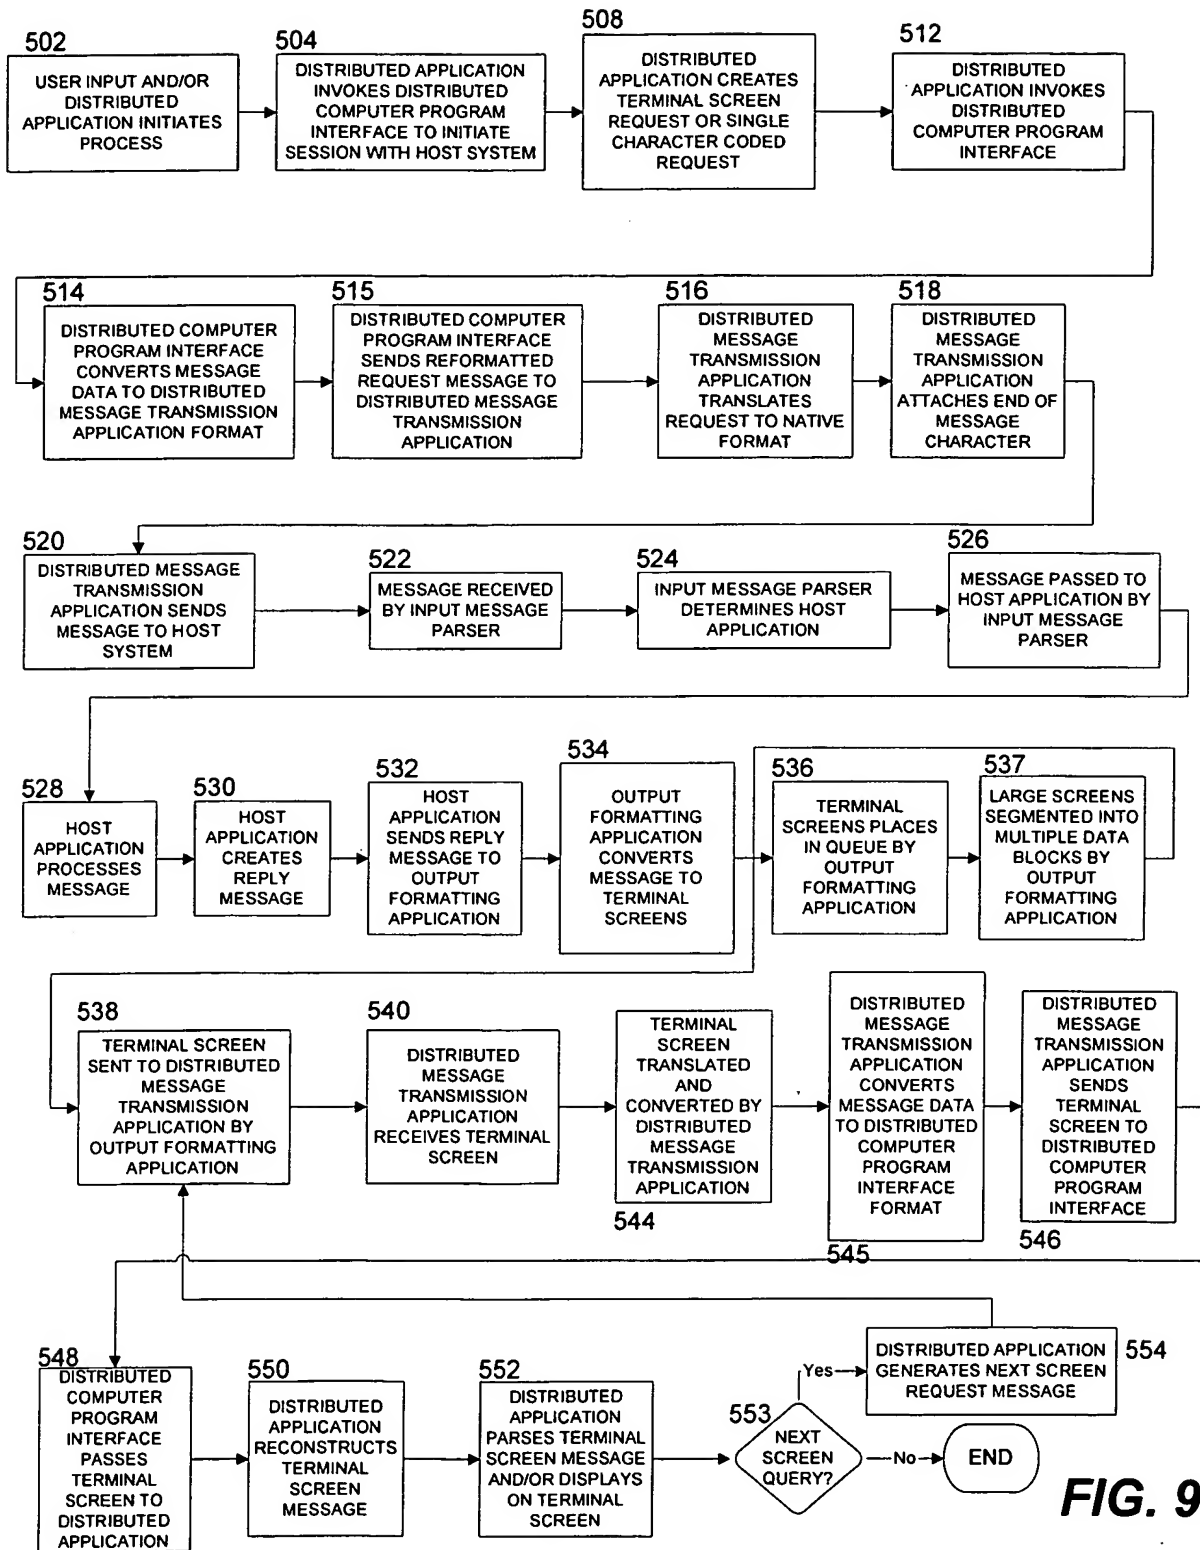 502
USER INPUT AND/OR
DISTRIBUTED
APPLICATION INITIATES
PROCESS
504
DISTRIBUTED APPLICATION
INVOKES DISTRIBUTED
COMPUTER PROGRAM
INTERFACE TO INITIATE
SESSION WITH HOST SYSTEM
508
DISTRIBUTED
APPLICATION CREATES
TERMINAL SCREEN
REQUEST OR SINGLE
CHARACTER CODED
REQUEST
512
DISTRIBUTED
APPLICATION INVOKES
DISTRIBUTED
COMPUTER PROGRAM
INTERFACE
514
DISTRIBUTED COMPUTER
PROGRAM INTERFACE
CONVERTS MESSAGE
DATA TO DISTRIBUTED
MESSAGE TRANSMISSION
APPLICATION FORMAT
515
DISTRIBUTED COMPUTER
PROGRAM INTERFACE
SENDS REFORMATTED
REQUEST MESSAGE TO
DISTRIBUTED MESSAGE
TRANSMISSION
APPLICATION
516
DISTRIBUTED
MESSAGE
TRANSMISSION
APPLICATION
TRANSLATES
REQUEST TO NATIVE
FORMAT
518
DISTRIBUTED
MESSAGE
TRANSMISSION
APPLICATION
ATTACHES END OF
MESSAGE
CHARACTER
520
DISTRIBUTED MESSAGE
TRANSMISSION
APPLICATION SENDS
MESSAGE TO HOST
SYSTEM
522
MESSAGE RECEIVED
BY INPUT MESSAGE
PARSER
524
INPUT MESSAGE PARSER
DETERMINES HOST
APPLICATION
526
MESSAGE PASSED TO
HOST APPLICATION BY
INPUT MESSAGE
PARSER
528
HOST
APPLICATION
PROCESSES
MESSAGE
530
HOST
APPLICATION
CREATES
REPLY
MESSAGE
532
HOST
APPLICATION
SENDS REPLY
MESSAGE TO
OUTPUT
FORMATTING
APPLICATION
534
OUTPUT
FORMATTING
APPLICATION
CONVERTS
MESSAGE TO
TERMINAL
SCREENS
536
TERMINAL
SCREENS PLACES
IN QUEUE BY
OUTPUT
FORMATTING
APPLICATION
537
LARGE SCREENS
SEGMENTED INTO
MULTIPLE DATA
BLOCKS BY
OUTPUT
FORMATTING
APPLICATION
538
TERMINAL SCREEN
SENT TO DISTRIBUTED
MESSAGE
TRANSMISSION
APPLICATION BY
OUTPUT FORMATTING
APPLICATION
540
DISTRIBUTED
MESSAGE
TRANSMISSION
APPLICATION
RECEIVES TERMINAL
SCREEN
TERMINAL
SCREEN
TRANSLATED
AND
CONVERTED BY
DISTRIBUTED
MESSAGE
TRANSMISSION
APPLICATION
544
DISTRIBUTED
MESSAGE
TRANSMISSION
APPLICATION
CONVERTS
MESSAGE DATA
TO DISTRIBUTED
COMPUTER
PROGRAM
INTERFACE
FORMAT
545
DISTRIBUTED
MESSAGE
TRANSMISSION
APPLICATION
SENDS
TERMINAL
SCREEN TO
DISTRIBUTED
COMPUTER
PROGRAM
INTERFACE
546
548
DISTRIBUTED
COMPUTER
PROGRAM
INTERFACE
PASSES
TERMINAL
SCREEN TO
DISTRIBUTED
APPLICATION
550
DISTRIBUTED
APPLICATION
RECONSTRUCTS
TERMINAL
SCREEN
MESSAGE
552
DISTRIBUTED
APPLICATION
PARSES TERMINAL
SCREEN MESSAGE
AND/OR DISPLAYS
ON TERMINAL
SCREEN
553
NEXT
SCREEN
QUERY?
Yes
DISTRIBUTED APPLICATION
GENERATES NEXT SCREEN
REQUEST MESSAGE
554
No
END
FIG. 9